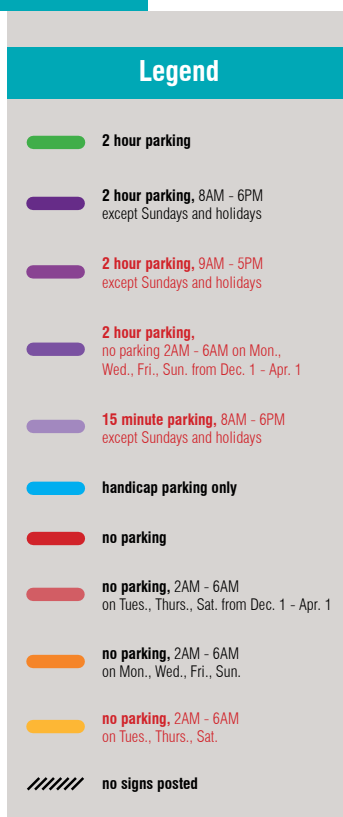 Legend
2 hour parking
2 hour parking, 8AM - 6PM
except Sundays and holidays
2 hour parking, 9AM - 5PM
except Sundays and holidays
2 hour parking,
no parking 2AM - 6AM on Mon.,
Wed., Fri., Sun. from Dec. 1 - Apr. 1
15 minute parking, 8AM - 6PM
except Sundays and holidays
handicap parking only
no parking
no parking, 2AM - 6AM
on Tues., Thurs., Sat. from Dec. 1 - Apr. 1
no parking, 2AM - 6AM
on Mon., Wed., Fri., Sun.
no parking, 2AM - 6AM
on Tues., Thurs., Sat.
no signs posted